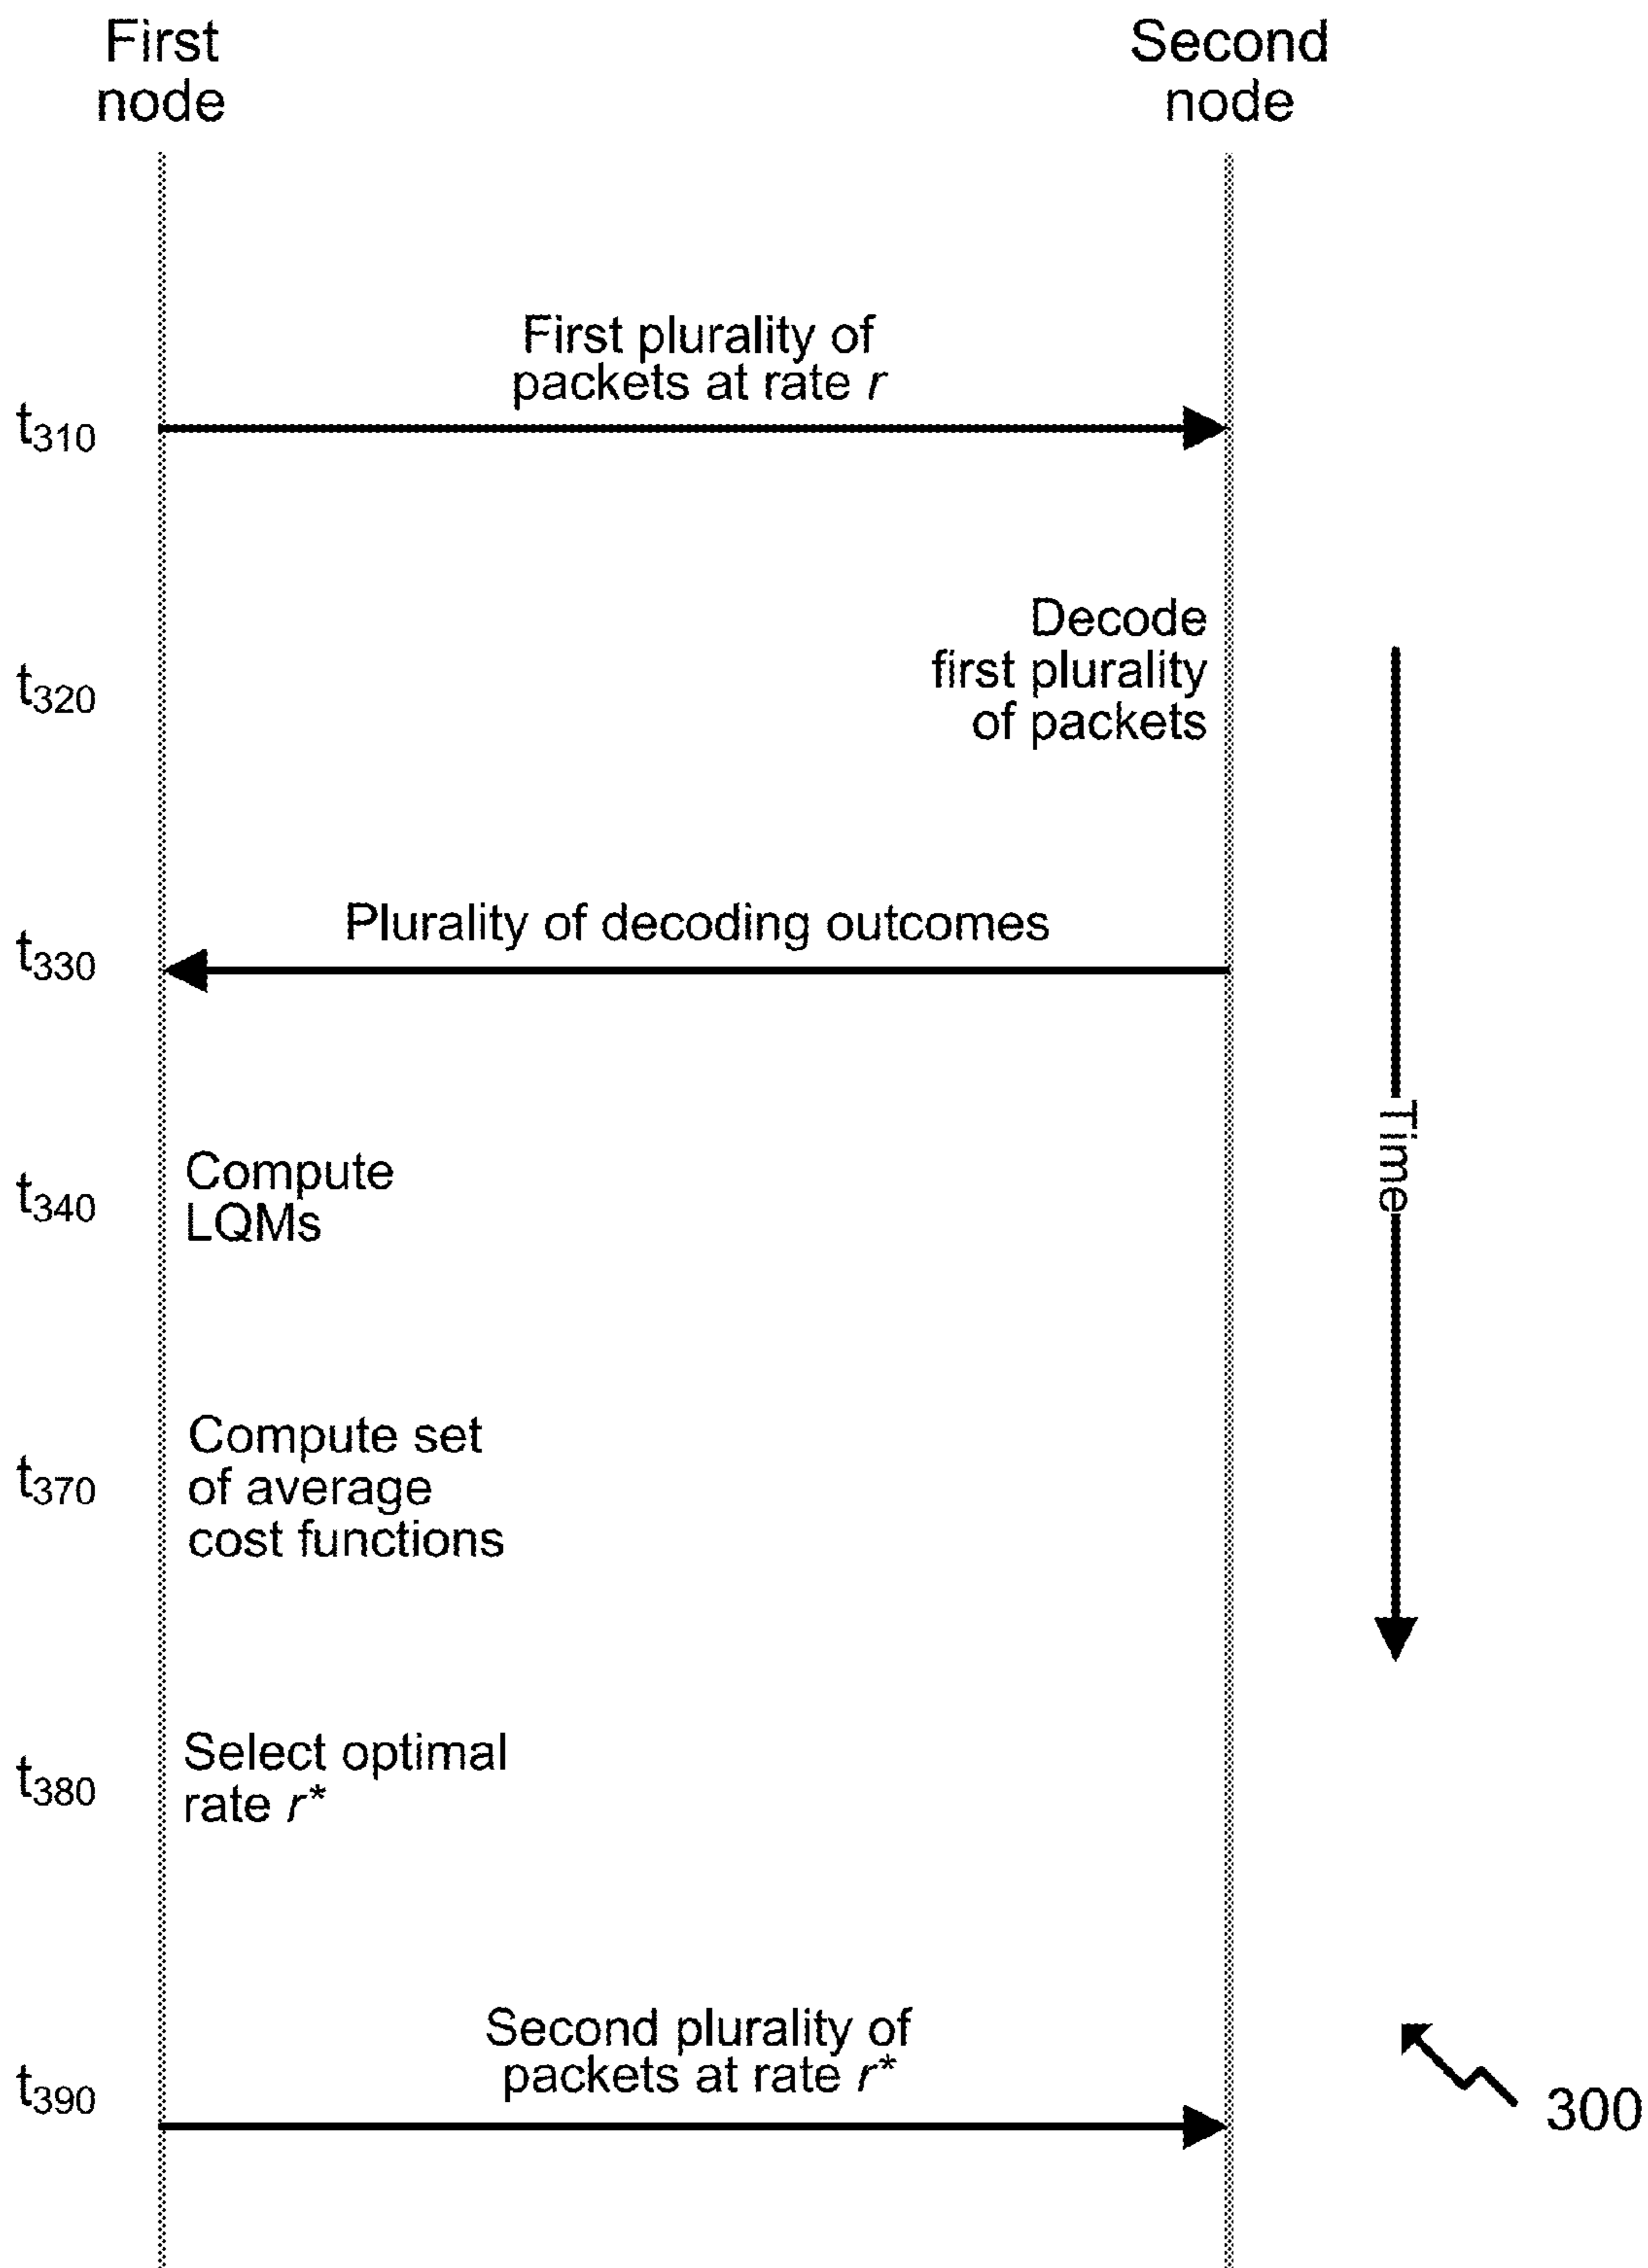 First
node
Second
node
First plurality of
packets at rate r
t310
Decode
first plurality
of packets
t320
Plurality of decoding outcomes
t330
Time
Compute
LQMs
t340
Compute set
of average
cost functions
t370
Select optimal
rate r*
t380
Second plurality of
packets at rate r*
t390
300